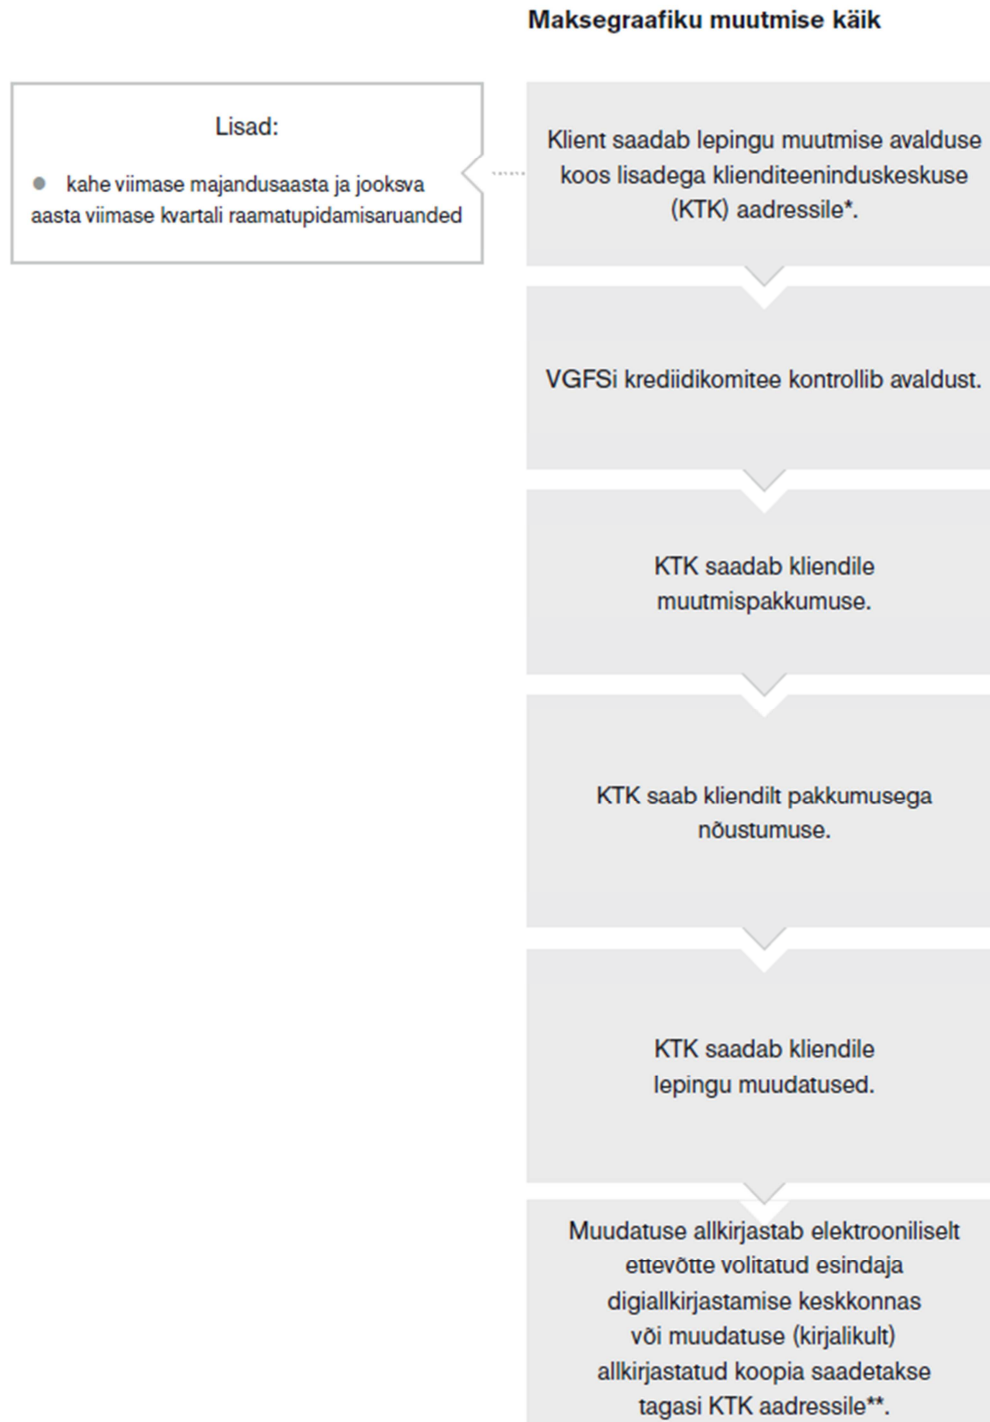 Maksegraafiku muutmise käik
Lisad:
● kahe viimase majandusaasta ja jooksva
aasta viimase kvartali raamatupidamisaruanded
Klient saadab lepingu muutmise avalduse
koos lisadega klienditeeninduskeskuse
(KTK) aadressile*.
VGFSi krediidikomitee kontrollib avaldust.
KTK saadab kliendile
muutmispakkumuse.
KTK saab kliendilt pakkumusega
nõustumuse.
KTK saadab kliendile
lepingu muudatused.
Muudatuse allkirjastab elektrooniliselt
ettevõtte volitatud esindaja
digiallkirjastamise keskkonnas
või muudatuse (kirjalikult)
allkirjastatud koopia saadetakse
tagasi KTK aadressile**.